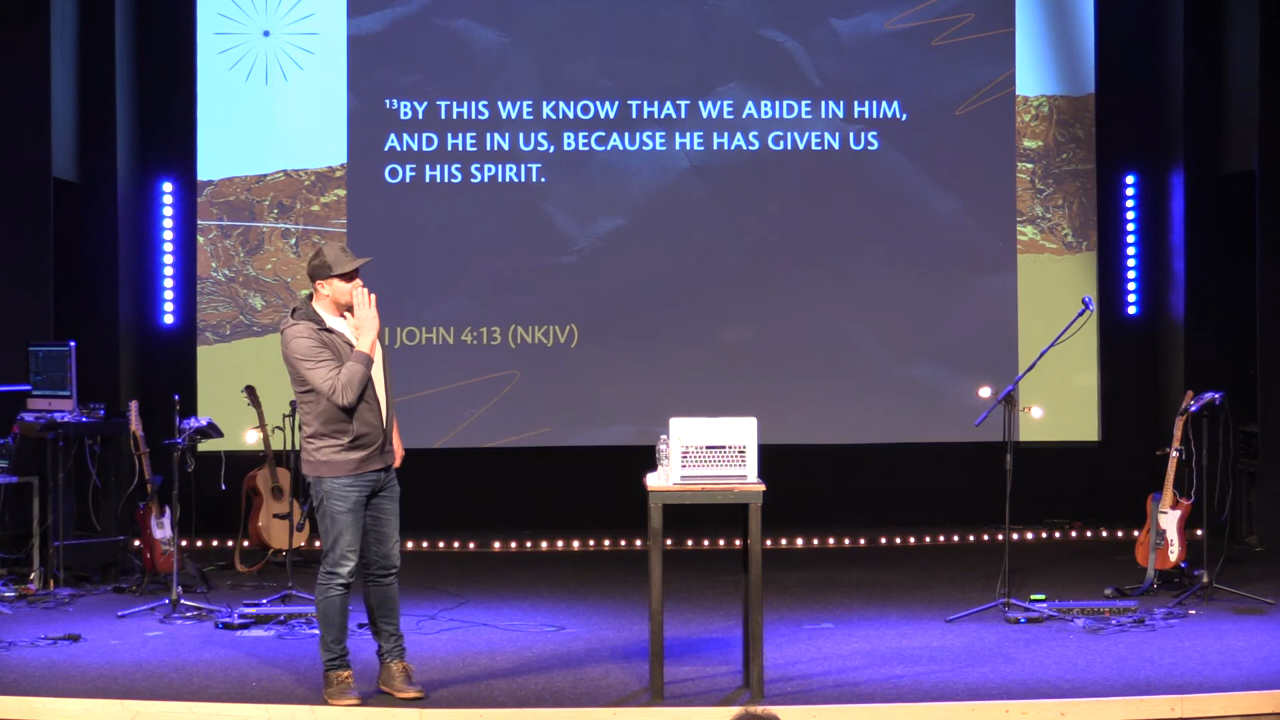 ¹³BY THIS WE KNOW THAT WE ABIDE IN HIM,
AND HE IN US, BECAUSE HE HAS GIVEN US
OF HIS SPIRIT.
I JOHN 4:13 (NKJV)